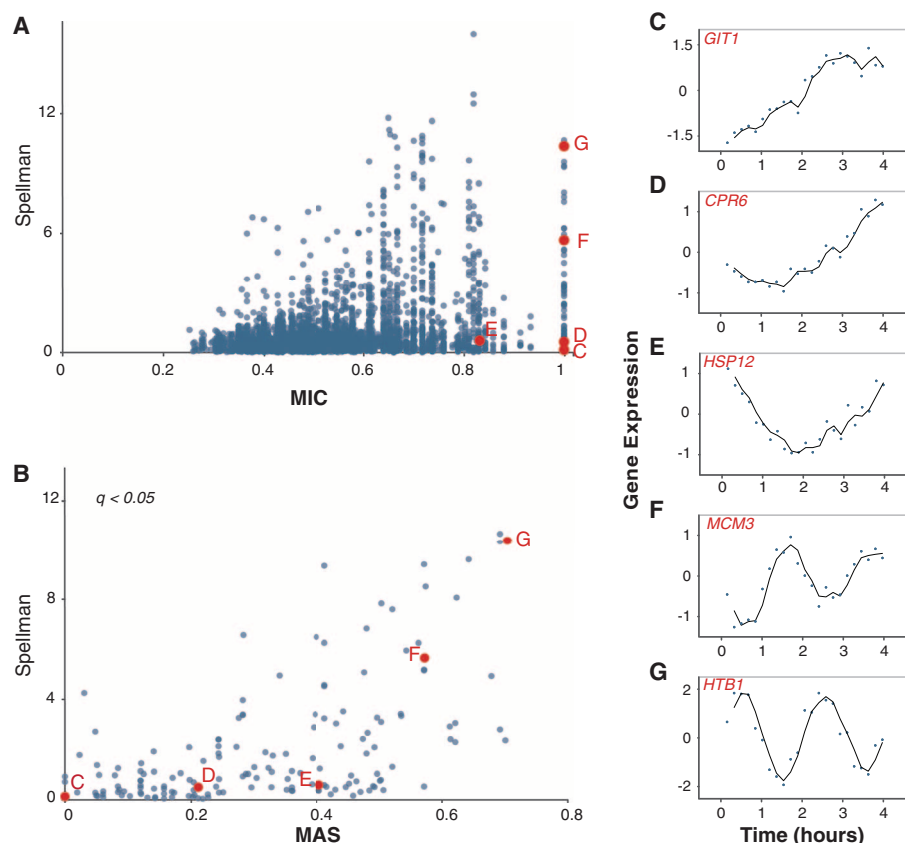 A
Spellman
12
6
0
0
0.2
0.4
0.6
0.8
1
MIC
G
F
E
D
C
B
q < 0.05
Spellman
12
8
4
0
0
0.2
0.4
0.6
0.8
MAS
C
D
E
F
G
Gene Expression
C
GIT1
1.5
0
-1.5
0 1 2 3 4
D
CPR6
1
0
-1
0 1 2 3 4
E
HSP12
1
0
-1
0 1 2 3 4
F
MCM3
1
0
-1
0 1 2 3 4
G
HTB1
2
0
-2
0 1 2 3 4
Time (hours)